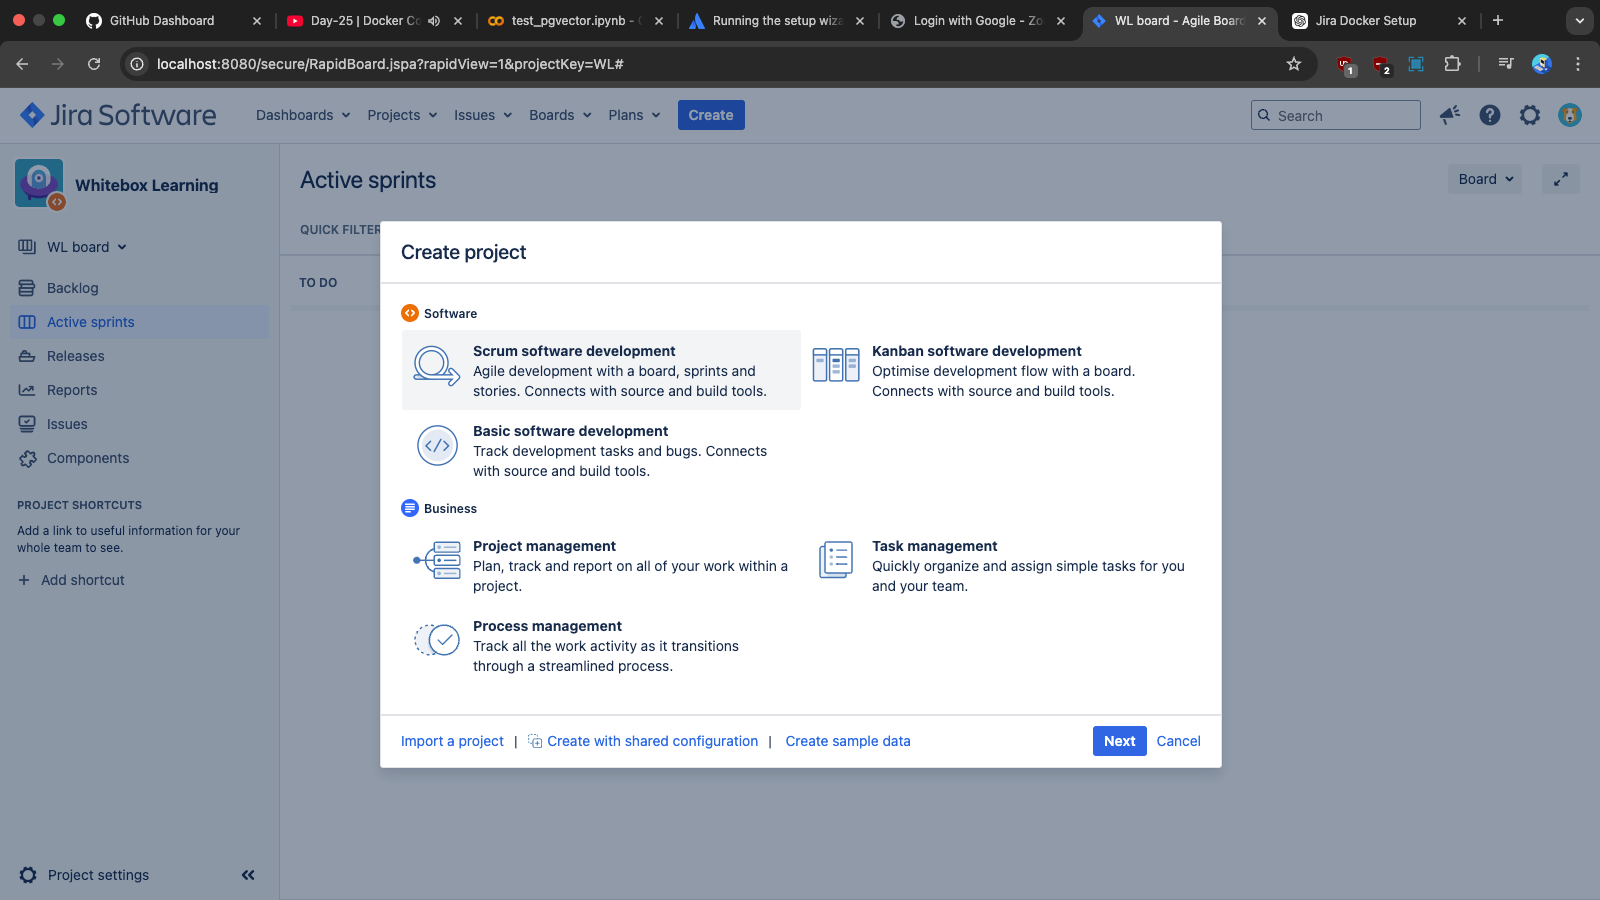 GitHub Dashboard
Day-25 | Docker Co
test_pgvector.ipynb -
Running the setup wiza
Login with Google - Zo
WL board - Agile Board
Jira Docker Setup
localhost:8080/secure/RapidBoard.jspa?rapidView=1&projectKey=WL#
1
2
Jira Software
Dashboards
Projects
Issues
Boards
Plans
Create
Search
Whitebox Learning
WL board
Backlog
Active sprints
Releases
Reports
Issues
Components
PROJECT SHORTCUTS
Add a link to useful information for your
whole team to see.
+ Add shortcut
Project settings
Active sprints
Board
QUICK FILTER
TO DO
Create project
Software
Scrum software development
Agile development with a board, sprints and
stories. Connects with source and build tools.
Kanban software development
Optimise development flow with a board.
Connects with source and build tools.
Basic software development
Track development tasks and bugs. Connects
with source and build tools.
Business
Project management
Plan, track and report on all of your work within a
project.
Task management
Quickly organize and assign simple tasks for you
and your team.
Process management
Track all the work activity as it transitions
through a streamlined process.
Import a project | Create with shared configuration | Create sample data
Next
Cancel